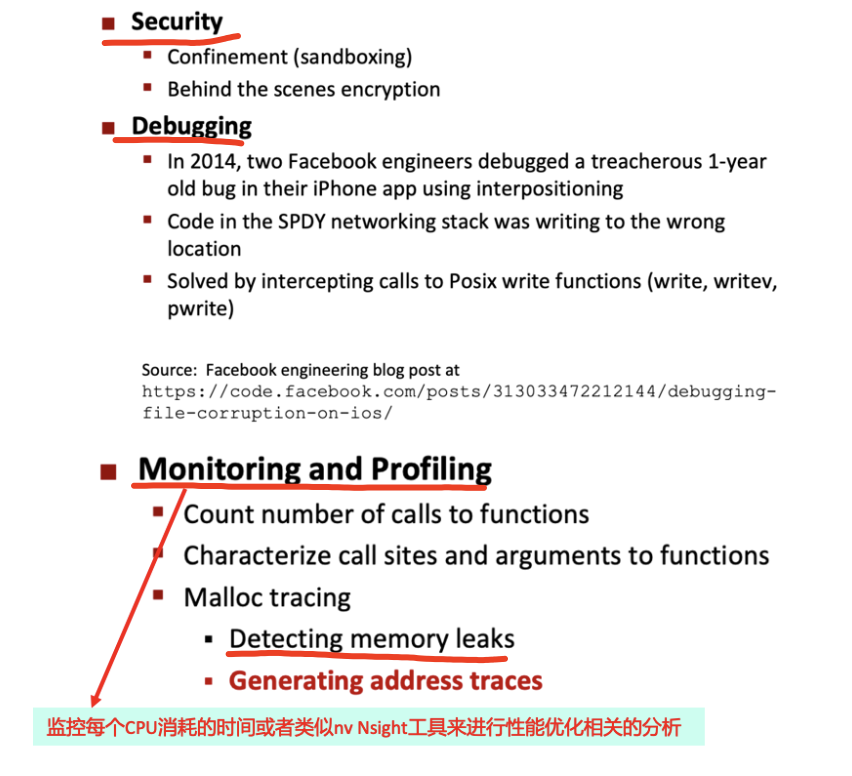 Security
Confinement (sandboxing)
Behind the scenes encryption
Debugging
In 2014, two Facebook engineers debugged a treacherous 1-year
old bug in their iPhone app using interpositioning
Code in the SPDY networking stack was writing to the wrong
location
Solved by intercepting calls to Posix write functions (write, writev,
pwrite)
Source: Facebook engineering blog post at
https://code.facebook.com/posts/313033472212144/debugging-
file-corruption-on-ios/
Monitoring and Profiling
Count number of calls to functions
Characterize call sites and arguments to functions
Malloc tracing
Detecting memory leaks
Generating address traces
监控每个CPU消耗的时间或者类似nv Nsight工具来进行性能优化相关的分析